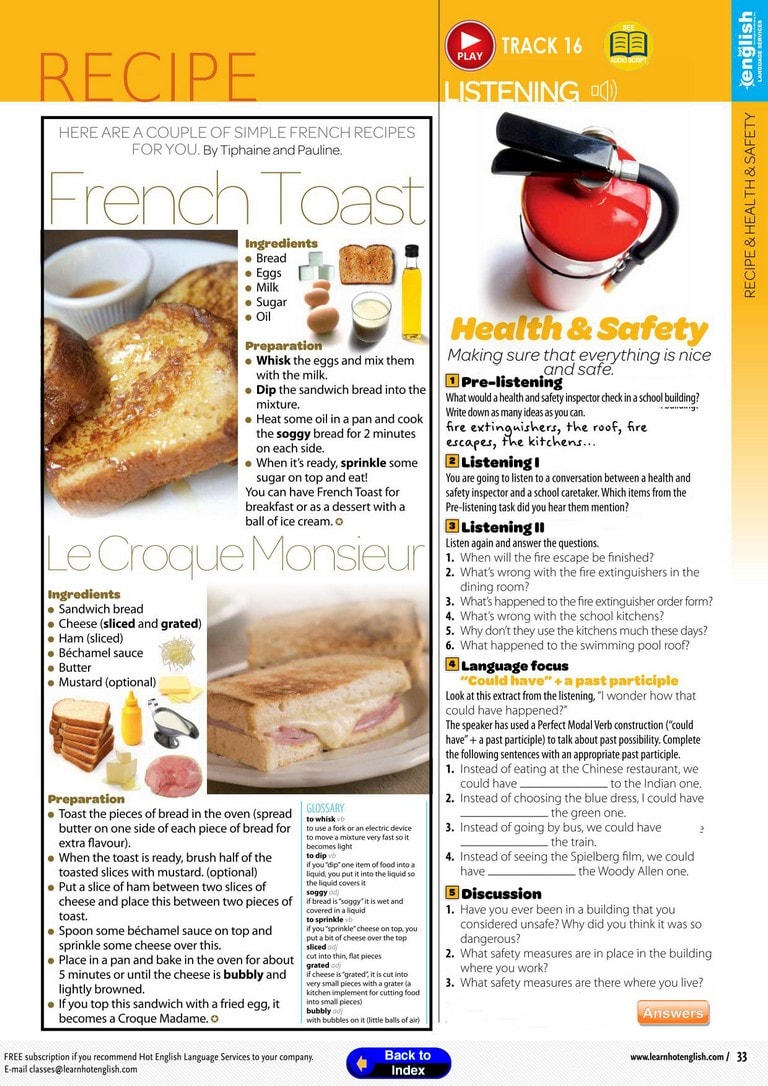 RECIPE
HERE ARE A COUPLE OF SIMPLE FRENCH RECIPES
FOR YOU. By Tiphaine and Pauline.
French Toast
Ingredients
Bread
Eggs
Milk
Sugar
Oil
Preparation
Whisk the eggs and mix them
with the milk.
Dip the sandwich bread into the
mixture.
Heat some oil in a pan and cook
the soggy bread for 2 minutes
on each side.
When it's ready, sprinkle some
sugar on top and eat!
You can have French Toast for
breakfast or as a dessert with a
ball of ice cream.
Le Croque Monsieur
Ingredients
Sandwich bread
Cheese (sliced and grated)
Ham (sliced)
Béchamel sauce
Butter
Mustard (optional)
Preparation
Toast the pieces of bread in the oven (spread
butter on one side of each piece of bread for
extra flavour).
When the toast is ready, brush half of the
toasted slices with mustard. (optional)
Put a slice of ham between two slices of
cheese and place this between two pieces of
toast.
Spoon some béchamel sauce on top and
sprinkle some cheese over this.
Place in a pan and bake in the oven for about
5 minutes or until the cheese is bubbly and
lightly browned.
If you top this sandwich with a fried egg, it
becomes a Croque Madame.
GLOSSARY
to whisk vb
to use a fork or an electric device
to move a mixture very fast so it
becomes light
to dip vb
if you "dip" one item of food into a
liquid, you put it into the liquid so
the liquid covers it
soggy adj
if bread is "soggy" it is wet and
covered in a liquid
to sprinkle vb
if you "sprinkle" cheese on top, you
put a bit of cheese over the top
sliced adj
cut into thin, flat pieces
grated adj
if cheese is "grated", it is cut into
very small pieces with a grater (a
kitchen implement for cutting food
into small pieces)
bubbly adj
with bubbles on it (little balls of air)
PLAY
TRACK 16
SEE
AUDIO SCRIPT
LISTENING
english
LANGUAGE SERVICES
RECIPE & HEALTH & SAFETY
Health & Safety
Making sure that everything is nice
and safe.
1 Pre-listening
What would a health and safety inspector check in a school building?
Write down as many ideas as you can.
fire extinguishers, the roof, fire
escapes, the kitchens...
2 Listening I
You are going to listen to a conversation between a health and
safety inspector and a school caretaker. Which items from the
Pre-listening task did you hear them mention?
3 Listening II
Listen again and answer the questions.
1. When will the fire escape be finished?
2. What's wrong with the fire extinguishers in the
dining room?
3. What's happened to the fire extinguisher order form?
4. What's wrong with the school kitchens?
5. Why don't they use the kitchens much these days?
6. What happened to the swimming pool roof?
4 Language focus
"Could have" + a past participle
Look at this extract from the listening, "I wonder how that
could have happened?"
The speaker has used a Perfect Modal Verb construction ("could
have" + a past participle) to talk about past possibility. Complete
the following sentences with an appropriate past participle.
1. Instead of eating at the Chinese restaurant, we
could have ____________ to the Indian one.
2. Instead of choosing the blue dress, I could have
____________ the green one.
3. Instead of going by bus, we could have
____________ the train.
4. Instead of seeing the Spielberg film, we could
have ____________ the Woody Allen one.
5 Discussion
1. Have you ever been in a building that you
considered unsafe? Why did you think it was so
dangerous?
2. What safety measures are in place in the building
where you work?
3. What safety measures are there where you live?
Answers
FREE subscription if you recommend Hot English Language Services to your company.
E-mail classes@learnhotenglish.com
Back to
Index
www.learnhotenglish.com / 33